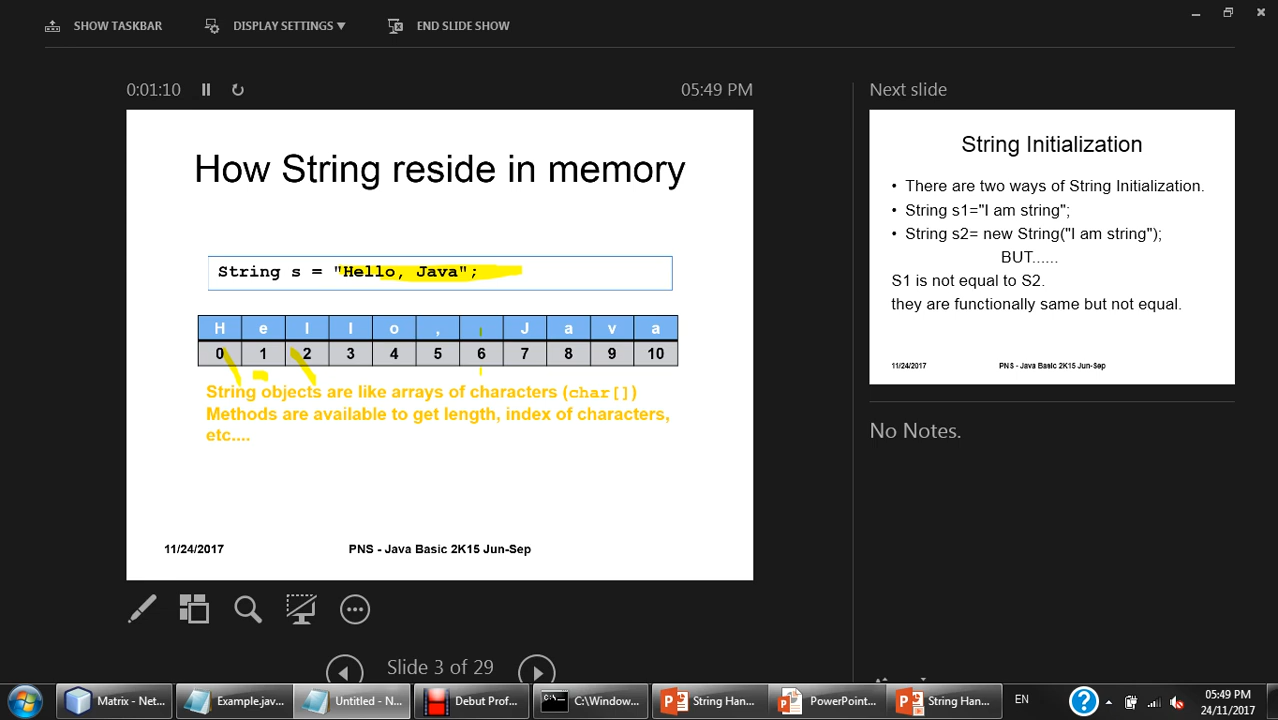 SHOW TASKBAR
DISPLAY SETTINGS
END SLIDE SHOW
0:01:10
05:49 PM
How String reside in memory
String s = "Hello, Java";
H e l l o , J a v a
0 1 2 3 4 5 6 7 8 9 10
String objects are like arrays of characters (char[])
Methods are available to get length, index of characters,
etc....
11/24/2017
PNS - Java Basic 2K15 Jun-Sep
Slide 3 of 29
Next slide
String Initialization
• There are two ways of String Initialization.
• String s1="I am string";
• String s2= new String("I am string");
BUT......
S1 is not equal to S2.
they are functionally same but not equal.
11/24/2017
PNS - Java Basic 2K15 Jun-Sep
No Notes.
Matrix - Net...
Example.jav...
Untitled - N...
Debut Prof...
C:\Window...
String Han...
PowerPoint...
String Han...
EN
05:49 PM
24/11/2017